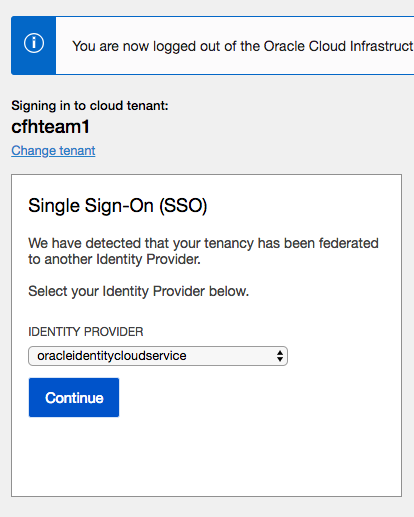 You are now logged out of the Oracle Cloud Infrastruct
Signing in to cloud tenant:
cfhteam1
Change tenant
Single Sign-On (SSO)
We have detected that your tenancy has been federated
to another Identity Provider.
Select your Identity Provider below.
IDENTITY PROVIDER
oracleidentitycloudservice
Continue